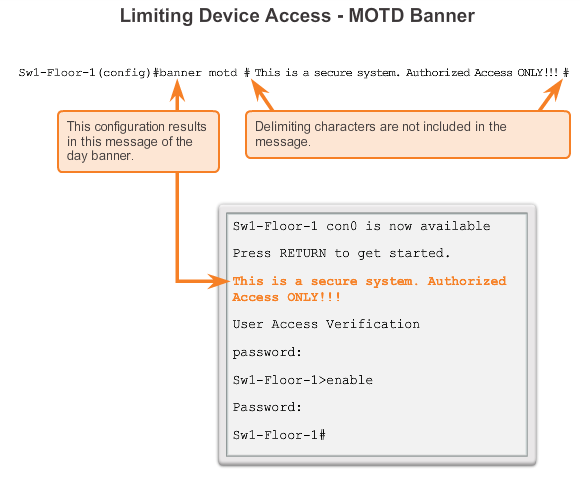 Limiting Device Access - MOTD Banner
Sw1-Floor-1(config)#banner motd # This is a secure system. Authorized Access ONLY!!! #
This configuration results
in this message of the
day banner.
Delimiting characters are not included in the
message.
Sw1-Floor-1 con0 is now available
Press RETURN to get started.
This is a secure system. Authorized
Access ONLY!!!
User Access Verification
password:
Sw1-Floor-1>enable
Password:
Sw1-Floor-1#